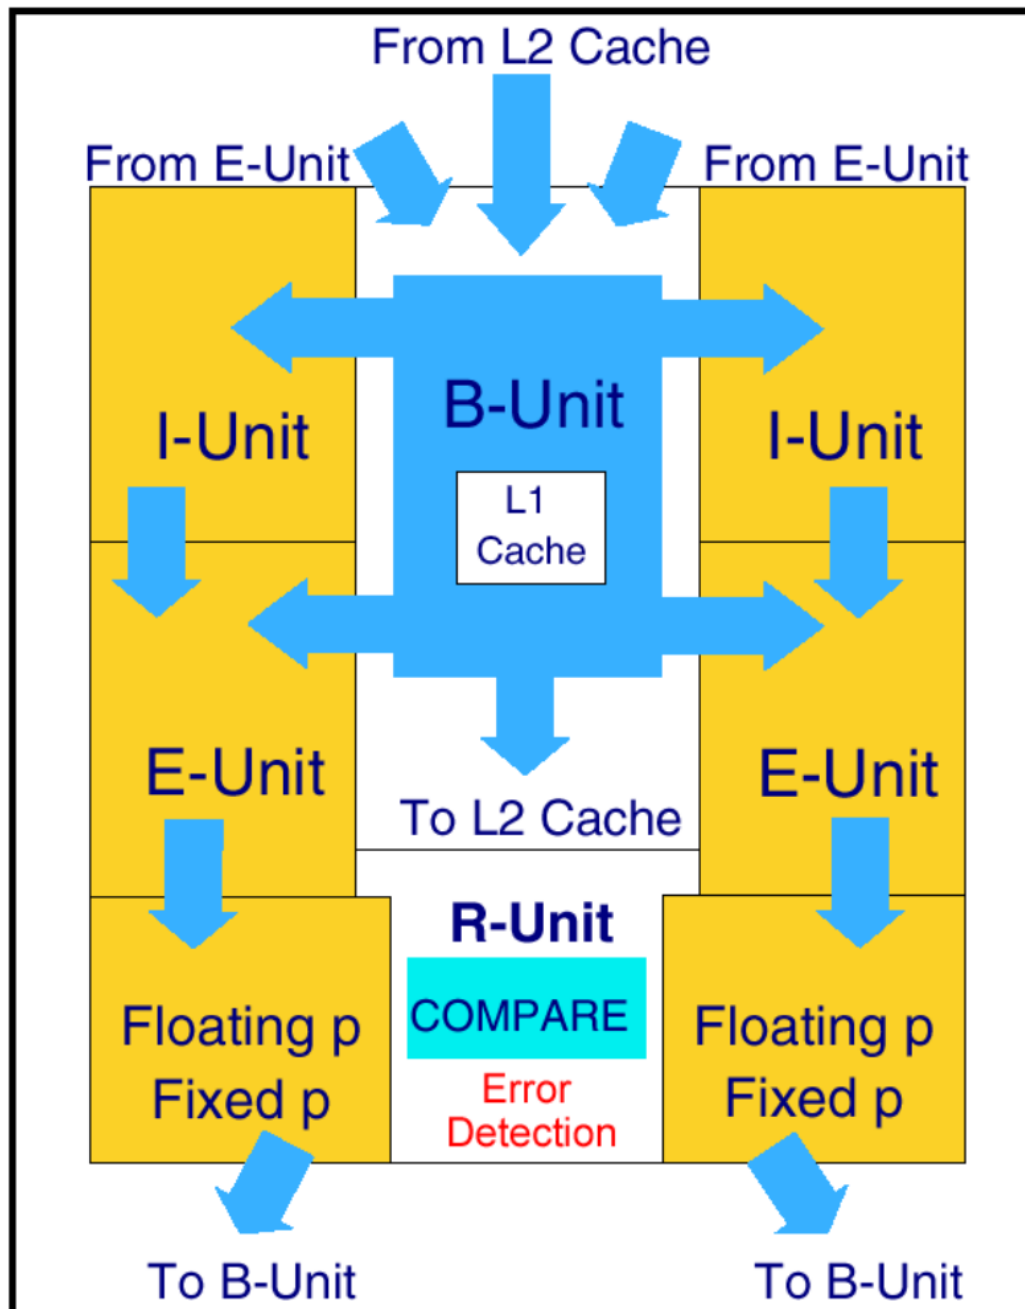 From L2 Cache
From E-Unit
From E-Unit
I-Unit
B-Unit
I-Unit
L1
Cache
E-Unit
E-Unit
To L2 Cache
R-Unit
COMPARE
Floating p
Fixed p
Floating p
Fixed p
Error
Detection
To B-Unit
To B-Unit